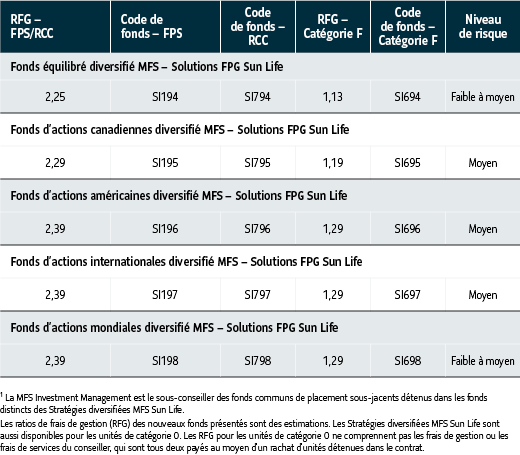 RFG – FPS/RCC
Code de fonds – FPS
Code de fonds – RCC
RFG – Catégorie F
Code de fonds – Catégorie F
Niveau de risque
Fonds équilibré diversifié MFS – Solutions FPG Sun Life
2,25 SI194 SI794 1,13 SI694 Faible à moyen
Fonds d'actions canadiennes diversifié MFS – Solutions FPG Sun Life
2,29 SI195 SI795 1,19 SI695 Moyen
Fonds d'actions américaines diversifié MFS – Solutions FPG Sun Life
2,39 SI196 SI796 1,29 SI696 Moyen
Fonds d'actions internationales diversifié MFS – Solutions FPG Sun Life
2,39 SI197 SI797 1,29 SI697 Moyen
Fonds d'actions mondiales diversifié MFS – Solutions FPG Sun Life
2,39 SI198 SI798 1,29 SI698 Faible à moyen
¹ La MFS Investment Management est le sous-conseiller des fonds communs de placement sous-jacents détenus dans les fonds
distincts des Stratégies diversifiées MFS Sun Life.
Les ratios de frais de gestion (RFG) des nouveaux fonds présentés sont des estimations. Les Stratégies diversifiées MFS Sun Life sont
aussi disponibles pour les unités de catégorie O. Les RFG pour les unités de catégorie O ne comprennent pas les frais de gestion ou les
frais de services du conseiller, qui sont tous deux payés au moyen d'un rachat d'unités détenues dans le contrat.